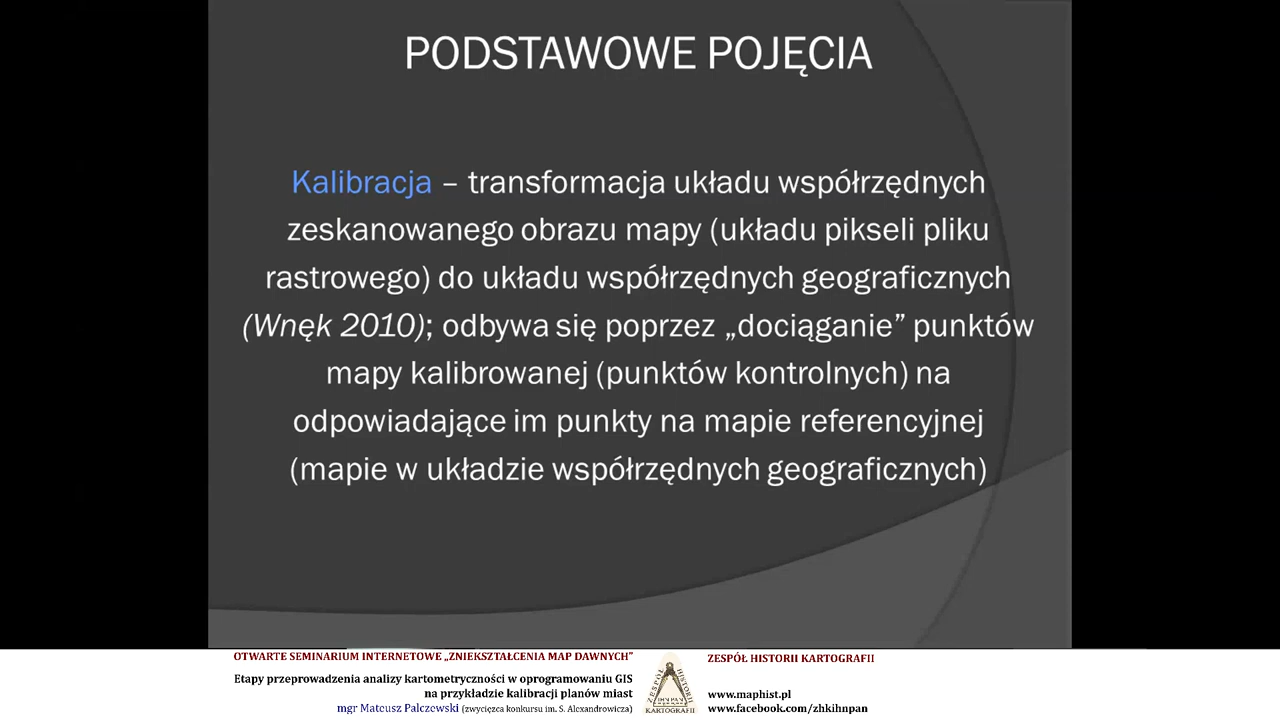 PODSTAWOWE POJĘCIA
Kalibracja – transformacja układu współrzędnych
zeskanowanego obrazu mapy (układu pikseli pliku
rastrowego) do układu współrzędnych geograficznych
(Wnęk 2010); odbywa się poprzez „dociąganie” punktów
mapy kalibrowanej (punktów kontrolnych) na
odpowiadające im punkty na mapie referencyjnej
(mapie w układzie współrzędnych geograficznych)
OTWARTE SEMINARIUM INTERNETOWE „ZNIEKSZTAŁCENIA MAP DAWNYCH”
Etapy przeprowadzenia analizy kartometryczności w oprogramowaniu GIS
na przykładzie kalibracji planów miast
mgr Mateusz Palczewski (zwycięzca konkursu im. S. Alexandrowicza)
ZESPÓŁ HISTORII
KARTOGRAFII
ZESPÓŁ HISTORII KARTOGRAFII
www.maphist.pl
www.facebook.com/zhkihnpan